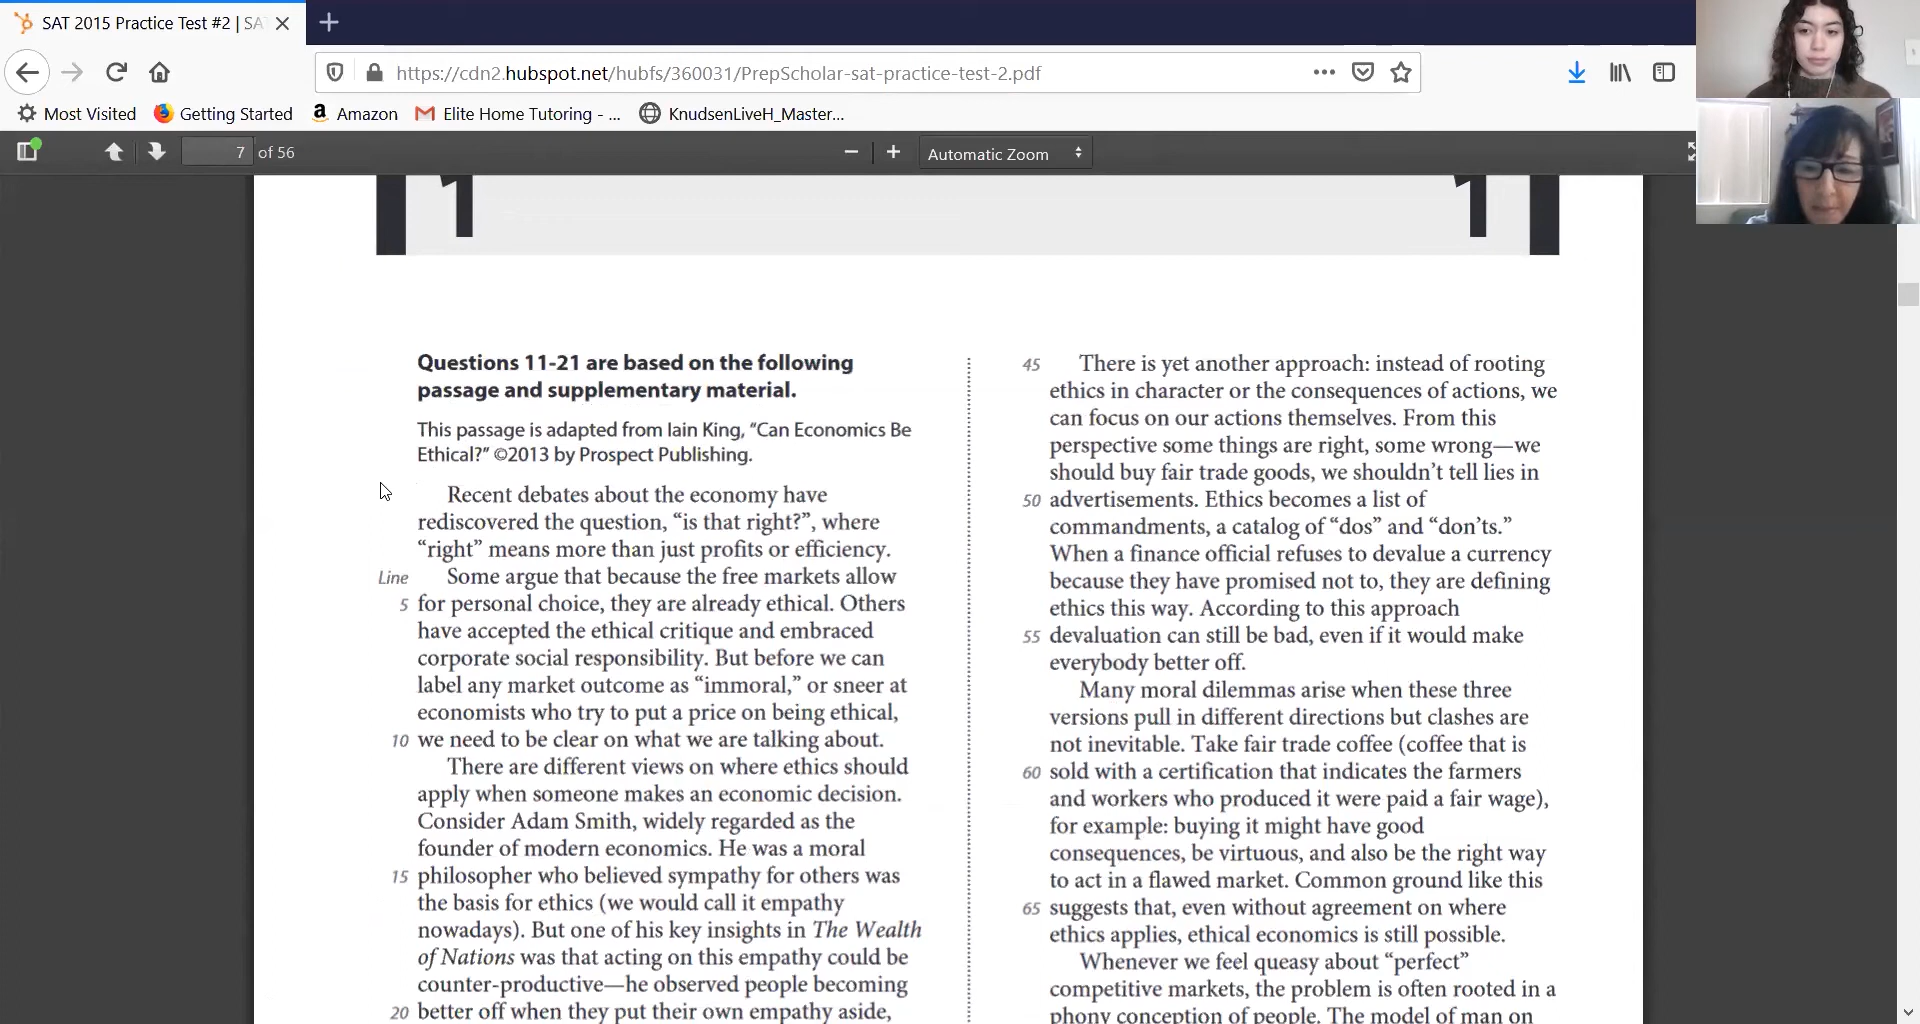 SAT 2015 Practice Test #2 | SA
https://cdn2.hubspot.net/hubfs/360031/PrepScholar-sat-practice-test-2.pdf
Most Visited
Getting Started
Amazon
Elite Home Tutoring - ...
KnudsenLiveH_Master...
7 of 56
Automatic Zoom
1
1
Questions 11-21 are based on the following
passage and supplementary material.
This passage is adapted from Iain King, “Can Economics Be
Ethical?” ©2013 by Prospect Publishing.
Recent debates about the economy have
rediscovered the question, “is that right?”, where
“right” means more than just profits or efficiency.
Line Some argue that because the free markets allow
5 for personal choice, they are already ethical. Others
have accepted the ethical critique and embraced
corporate social responsibility. But before we can
label any market outcome as “immoral,” or sneer at
economists who try to put a price on being ethical,
10 we need to be clear on what we are talking about.
There are different views on where ethics should
apply when someone makes an economic decision.
Consider Adam Smith, widely regarded as the
founder of modern economics. He was a moral
15 philosopher who believed sympathy for others was
the basis for ethics (we would call it empathy
nowadays). But one of his key insights in The Wealth
of Nations was that acting on this empathy could be
counter-productive—he observed people becoming
20 better off when they put their own empathy aside,
45 There is yet another approach: instead of rooting
ethics in character or the consequences of actions, we
can focus on our actions themselves. From this
perspective some things are right, some wrong—we
should buy fair trade goods, we shouldn’t tell lies in
50 advertisements. Ethics becomes a list of
commandments, a catalog of “dos” and “don’ts.”
When a finance official refuses to devalue a currency
because they have promised not to, they are defining
ethics this way. According to this approach
55 devaluation can still be bad, even if it would make
everybody better off.
Many moral dilemmas arise when these three
versions pull in different directions but clashes are
not inevitable. Take fair trade coffee (coffee that is
60 sold with a certification that indicates the farmers
and workers who produced it were paid a fair wage),
for example: buying it might have good
consequences, be virtuous, and also be the right way
to act in a flawed market. Common ground like this
65 suggests that, even without agreement on where
ethics applies, ethical economics is still possible.
Whenever we feel queasy about “perfect”
competitive markets, the problem is often rooted in a
phony conception of people. The model of man on